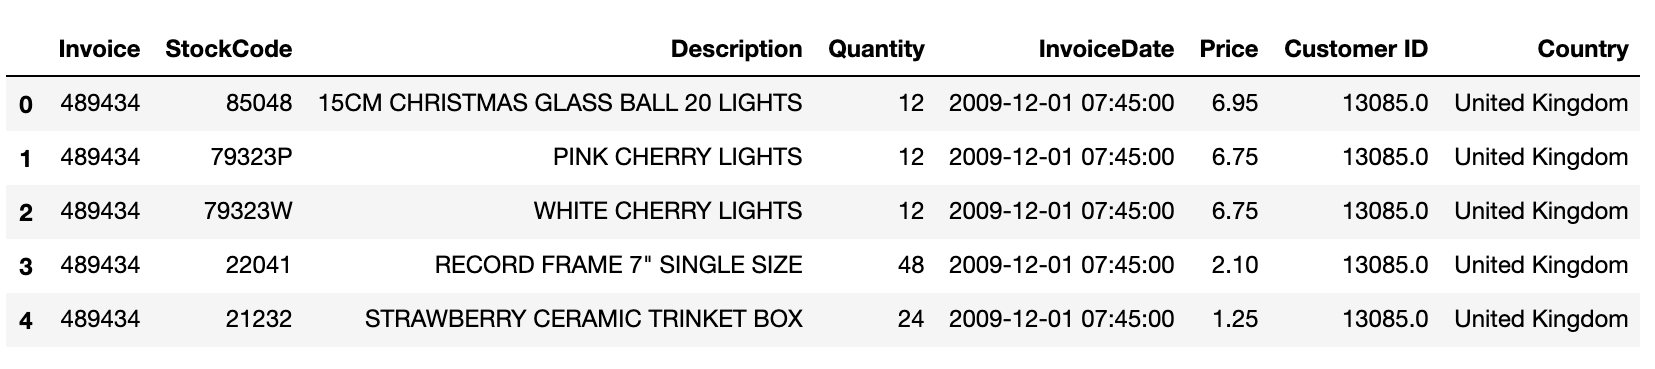 Invoice StockCode Description Quantity InvoiceDate Price Customer ID Country
0 489434 85048 15CM CHRISTMAS GLASS BALL 20 LIGHTS 12 2009-12-01 07:45:00 6.95 13085.0 United Kingdom
1 489434 79323P PINK CHERRY LIGHTS 12 2009-12-01 07:45:00 6.75 13085.0 United Kingdom
2 489434 79323W WHITE CHERRY LIGHTS 12 2009-12-01 07:45:00 6.75 13085.0 United Kingdom
3 489434 22041 RECORD FRAME 7" SINGLE SIZE 48 2009-12-01 07:45:00 2.10 13085.0 United Kingdom
4 489434 21232 STRAWBERRY CERAMIC TRINKET BOX 24 2009-12-01 07:45:00 1.25 13085.0 United Kingdom